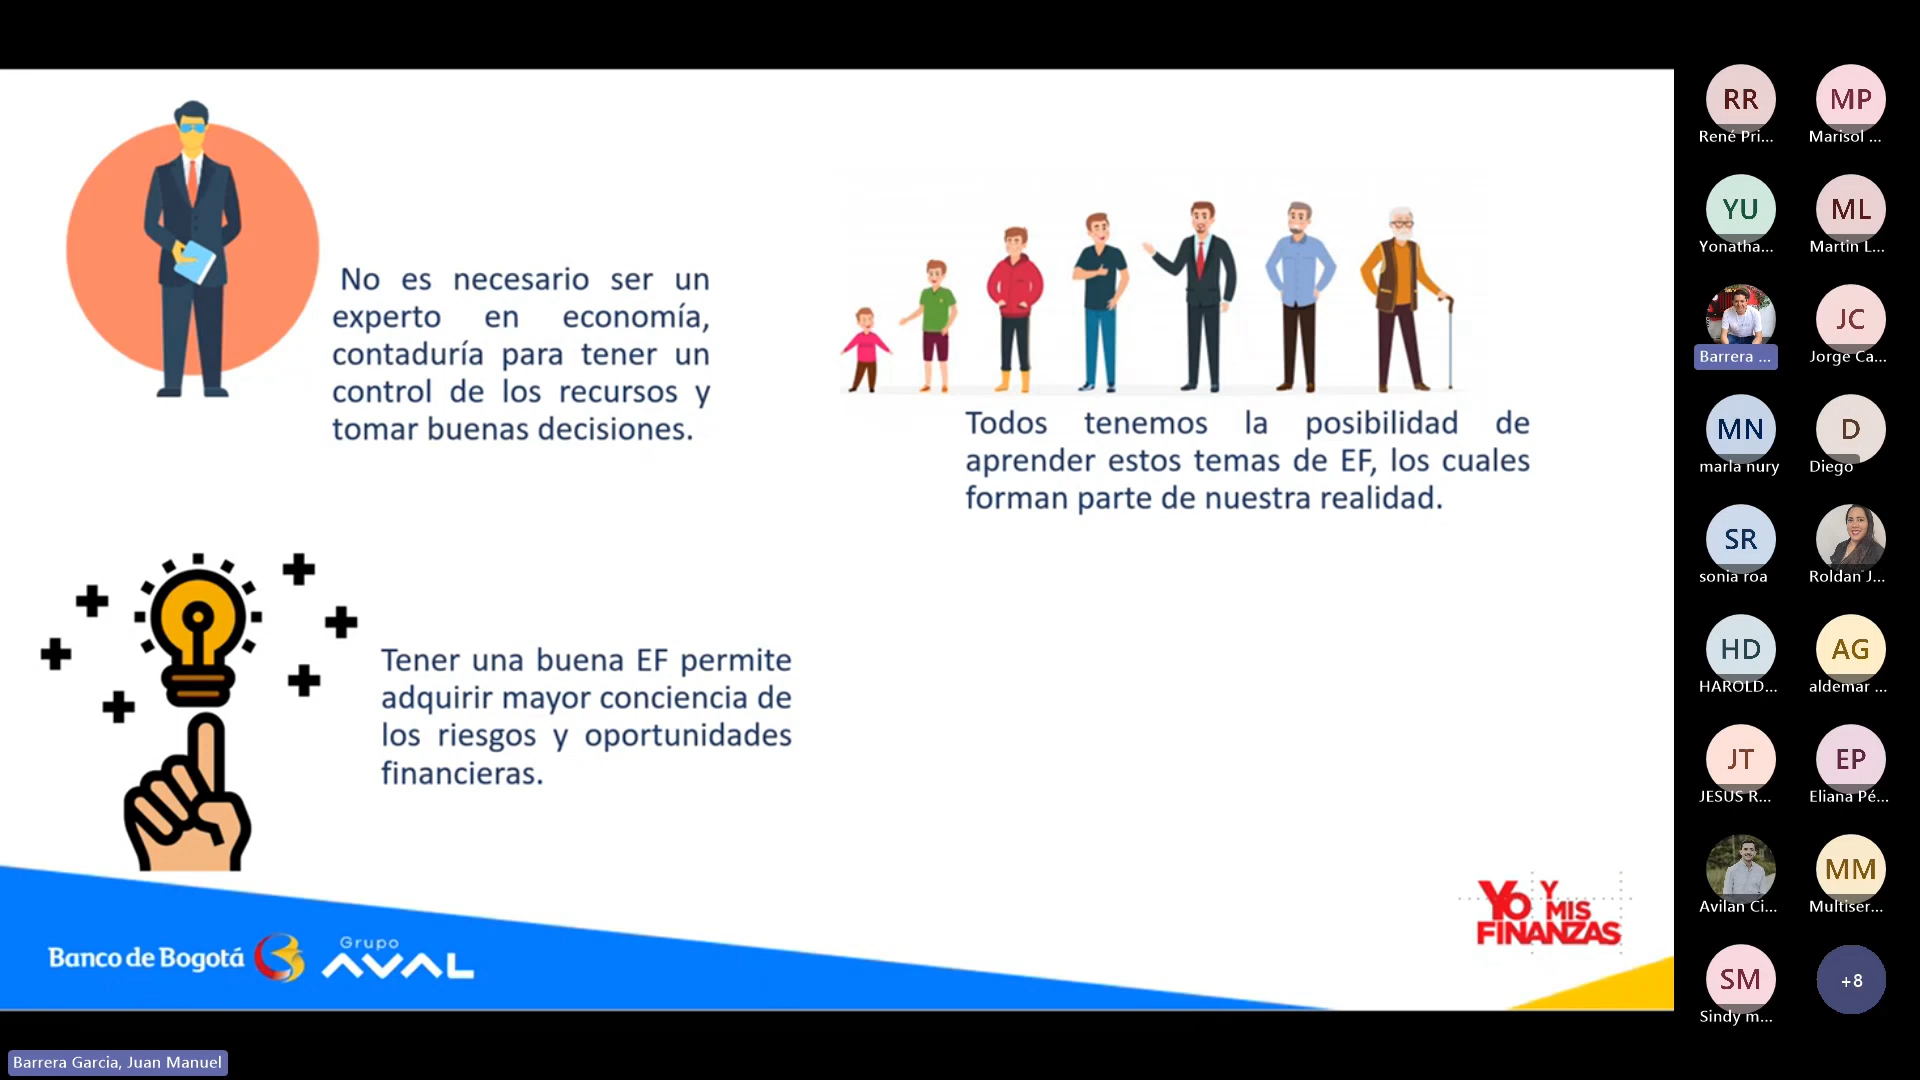 No es necesario ser un
experto en economía,
contaduría para tener un
control de los recursos y
tomar buenas decisiones.
Todos tenemos la posibilidad de
aprender estos temas de EF, los cuales
forman parte de nuestra realidad.
Tener una buena EF permite
adquirir mayor conciencia de
los riesgos y oportunidades
financieras.
Banco de Bogotá
Grupo
AVAL
Yo Y
MIS
FINANZAS
Barrera Garcia, Juan Manuel
RR
René Pri...
MP
Marisol ...
YU
Yonatha...
ML
Martin L...
Barrera ...
JC
Jorge Ca...
MN
marla nury
D
Diego
SR
sonia roa
Roldan J...
HD
HAROLD...
AG
aldemar ...
JT
JESUS R...
EP
Eliana Pé...
Avilan Ci...
MM
Multiser...
SM
Sindy m...
+8